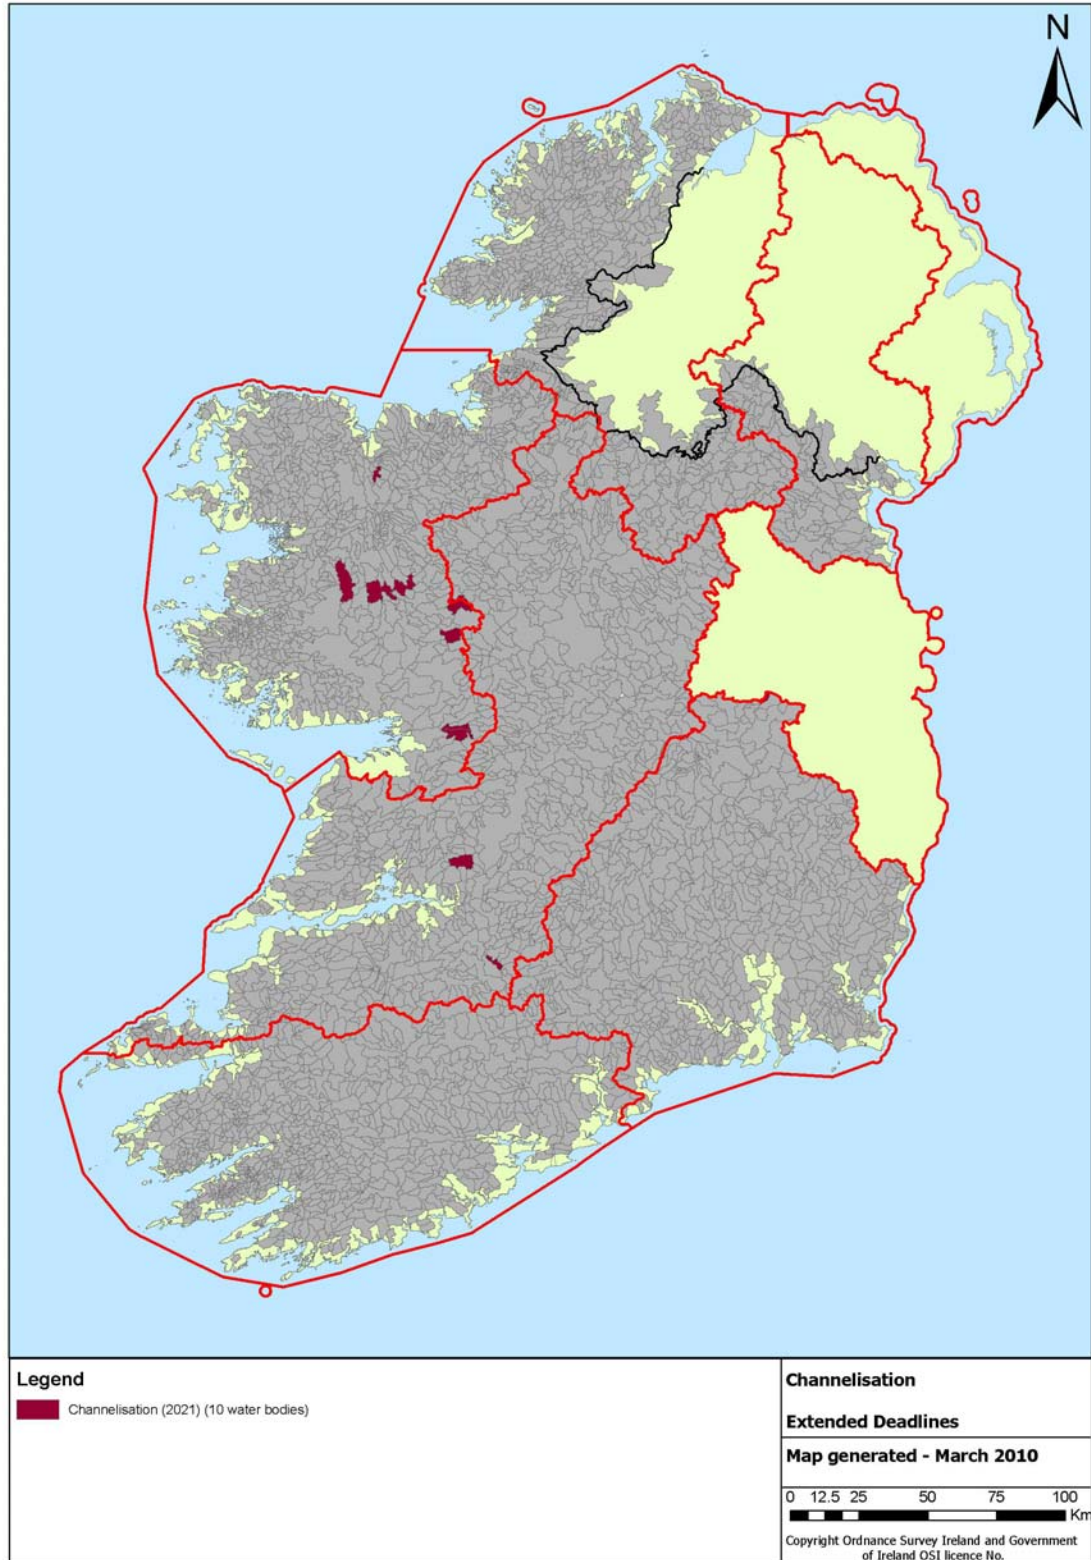 N
Legend
Channelisation (2021) (10 water bodies)
Channelisation
Extended Deadlines
Map generated - March 2010
0 12.5 25 50 75 100
Km
Copyright Ordnance Survey Ireland and Government
of Ireland OSI licence No.